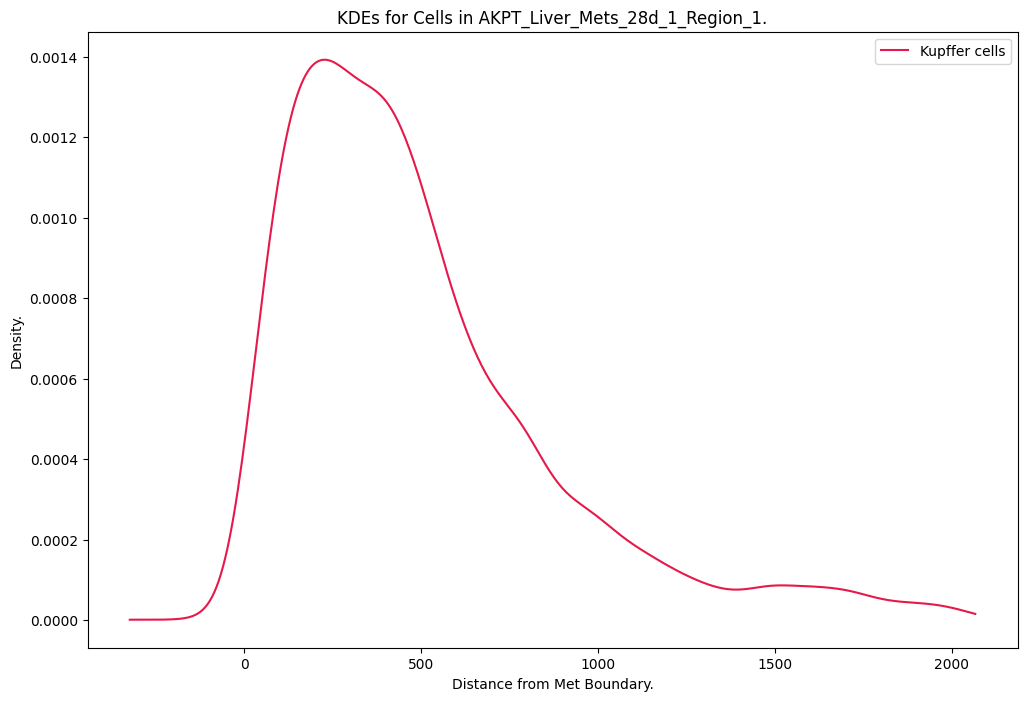 KDEs for Cells in AKPT_Liver_Mets_28d_1_Region_1.
Kupffer cells
0.0014
0.0012
0.0010
0.0008
0.0006
0.0004
0.0002
0.0000
Density.
0 500 1000 1500 2000
Distance from Met Boundary.